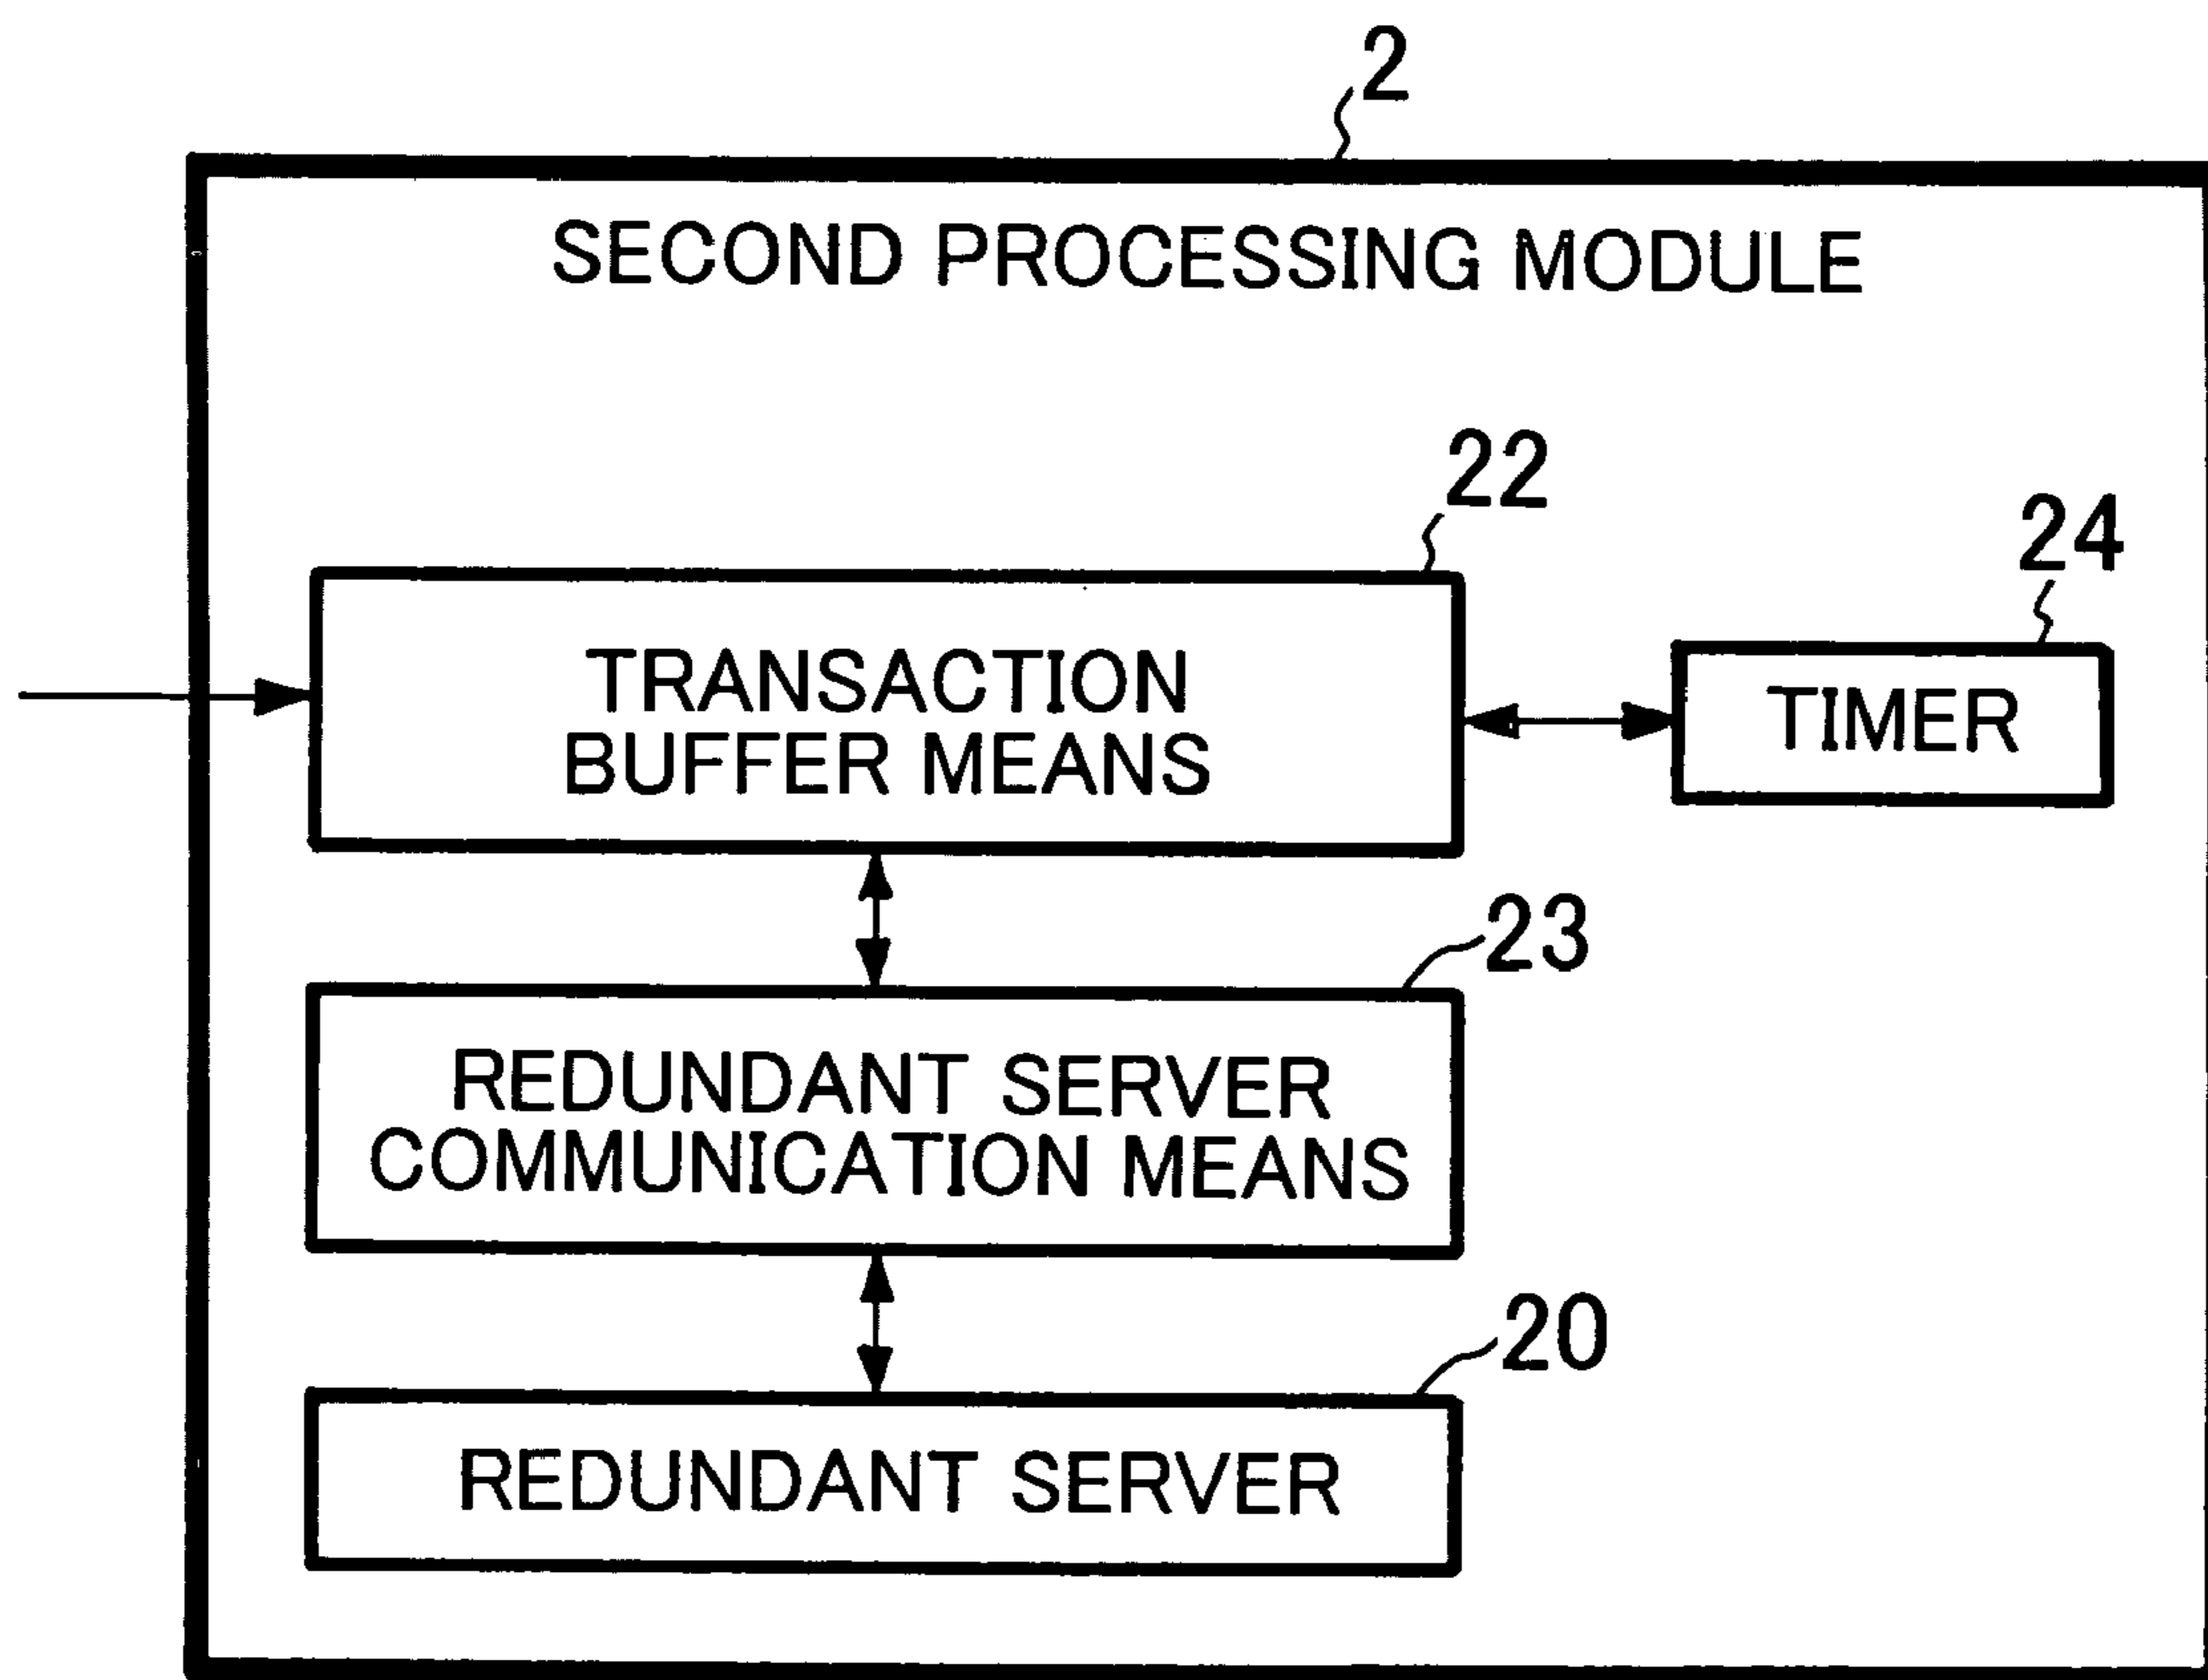 2
SECOND PROCESSING MODULE
22
24
TRANSACTION
BUFFER MEANS
TIMER
23
REDUNDANT SERVER
COMMUNICATION MEANS
20
REDUNDANT SERVER